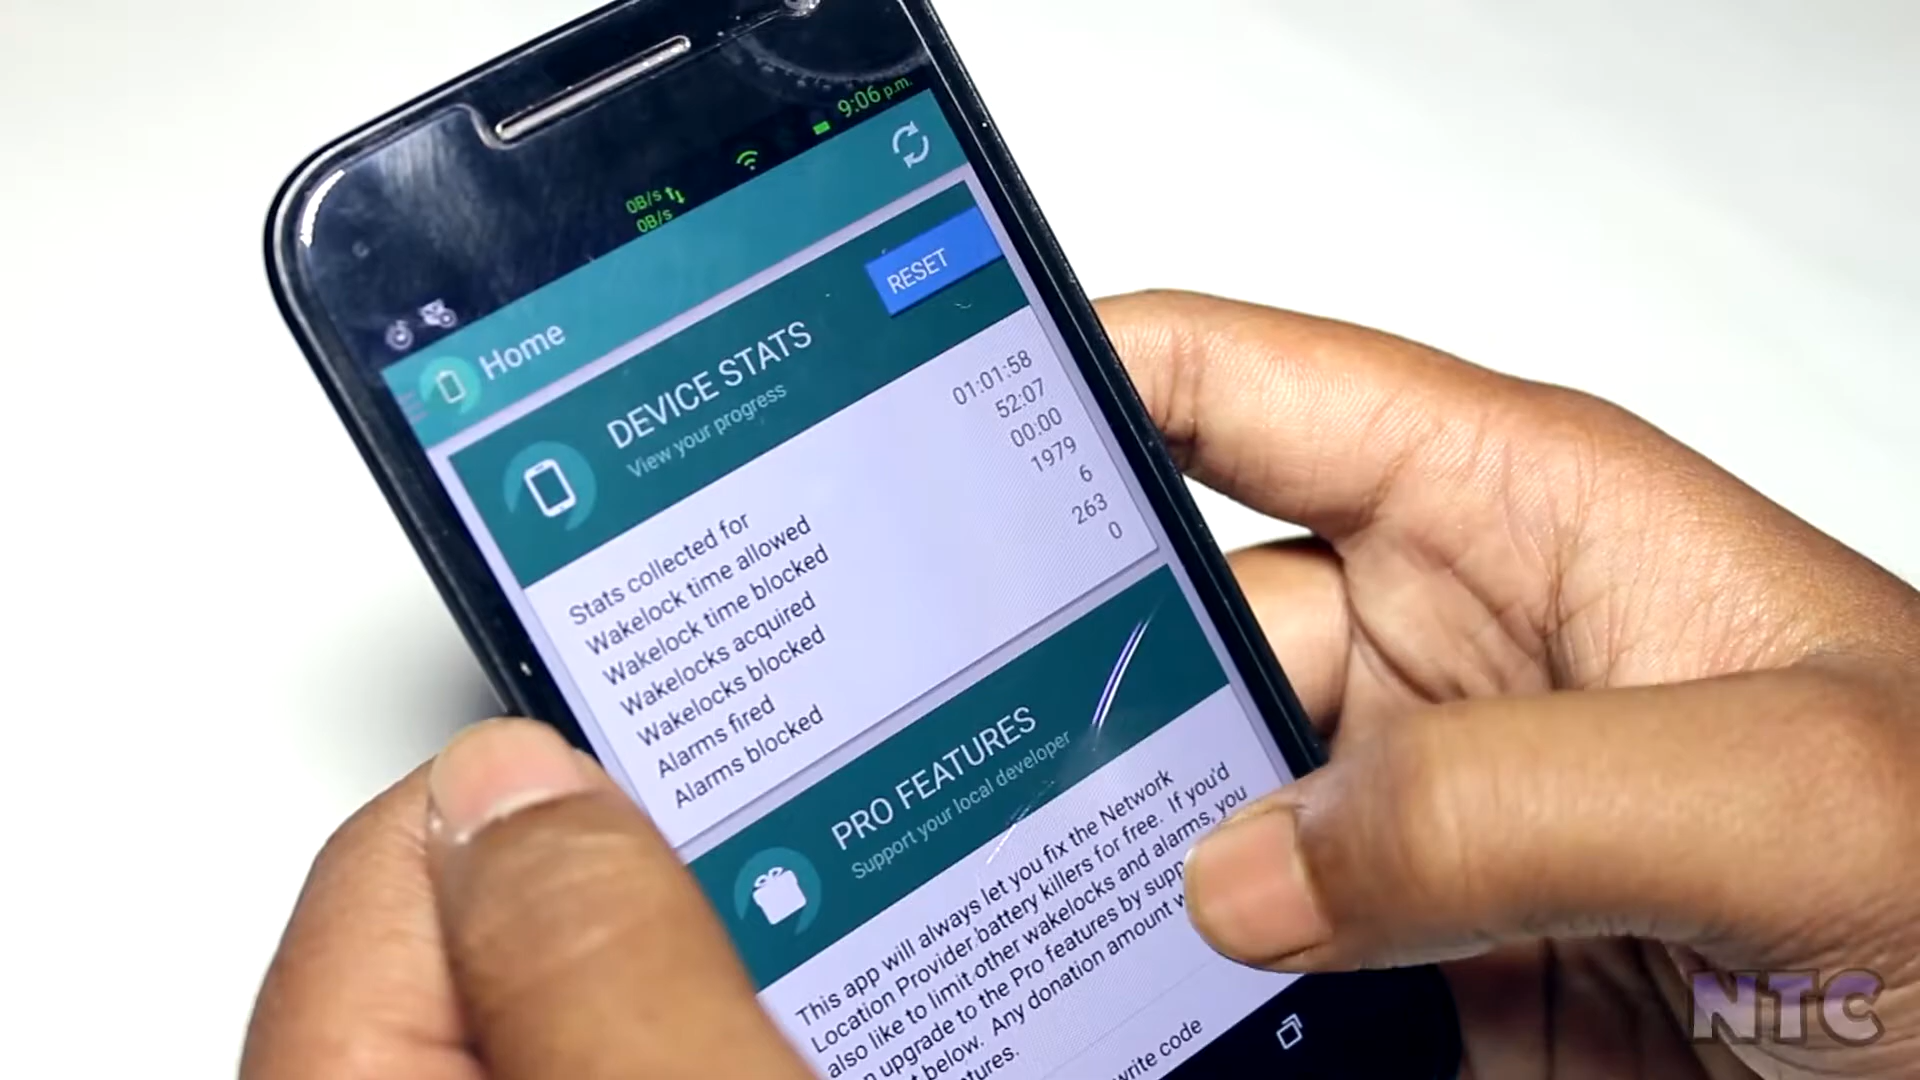 9:06 p.m.
0B/s
0B/s
Home
RESET
DEVICE STATS
View your progress
Stats collected for 01:01:58
Wakelock time allowed 52:07
Wakelock time blocked 00:00
Wakelocks acquired 1979
Wakelocks blocked 6
Alarms fired 263
Alarms blocked 0
PRO FEATURES
Support your local developer
This app will always let you fix the Network
Location Provider battery killers for free. If you'd
also like to limit other wakelocks and alarms, you
upgrade to the Pro features by
below. Any donation amount
write code
NTC